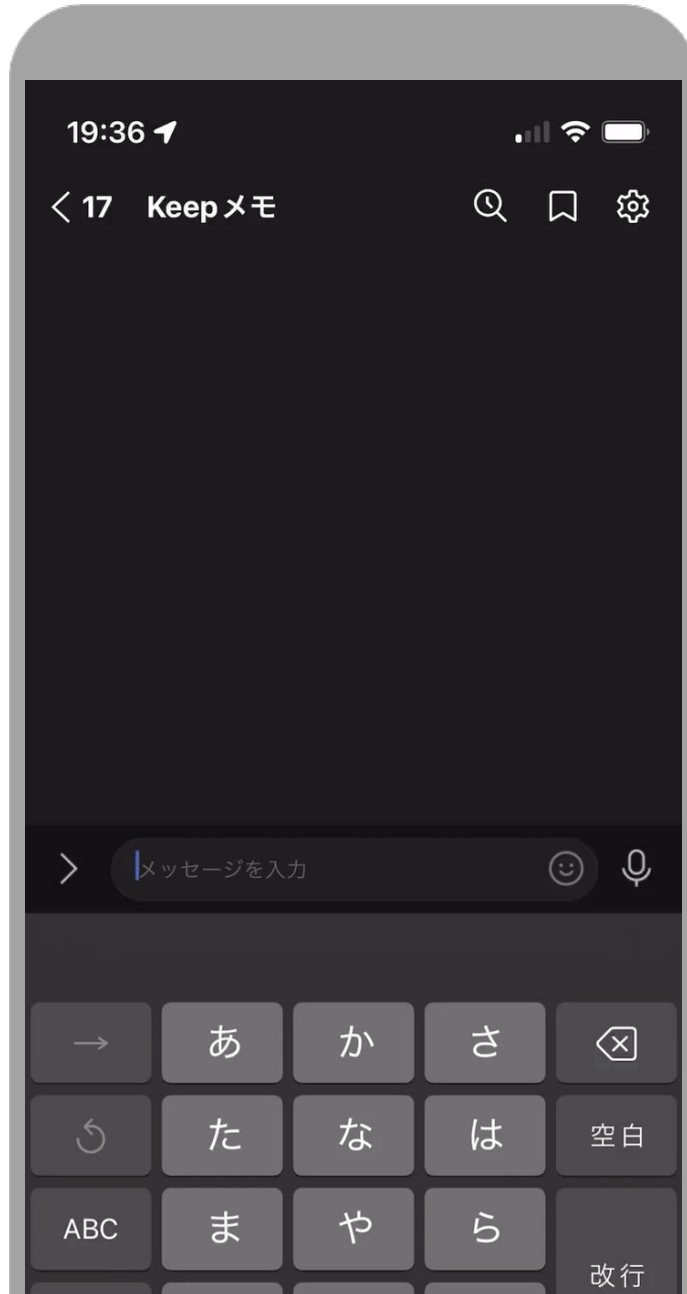 19:36
17 Keepメモ
メッセージを入力
→ あ か さ
た な は 空白
ABC ま や ら
改行